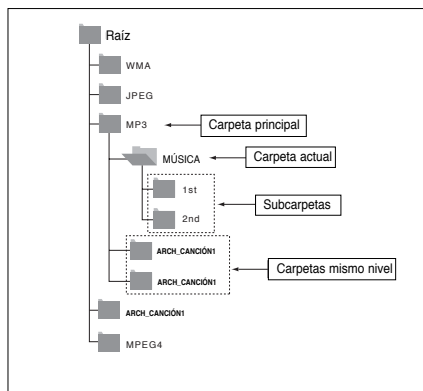 Raíz
WMA
JPEG
MP3
Carpeta principal
MÚSICA
Carpeta actual
1st
2nd
Subcarpetas
ARCH_CANCIÓN1
ARCH_CANCIÓN1
Carpetas mismo nivel
ARCH_CANCIÓN1
MPEG4